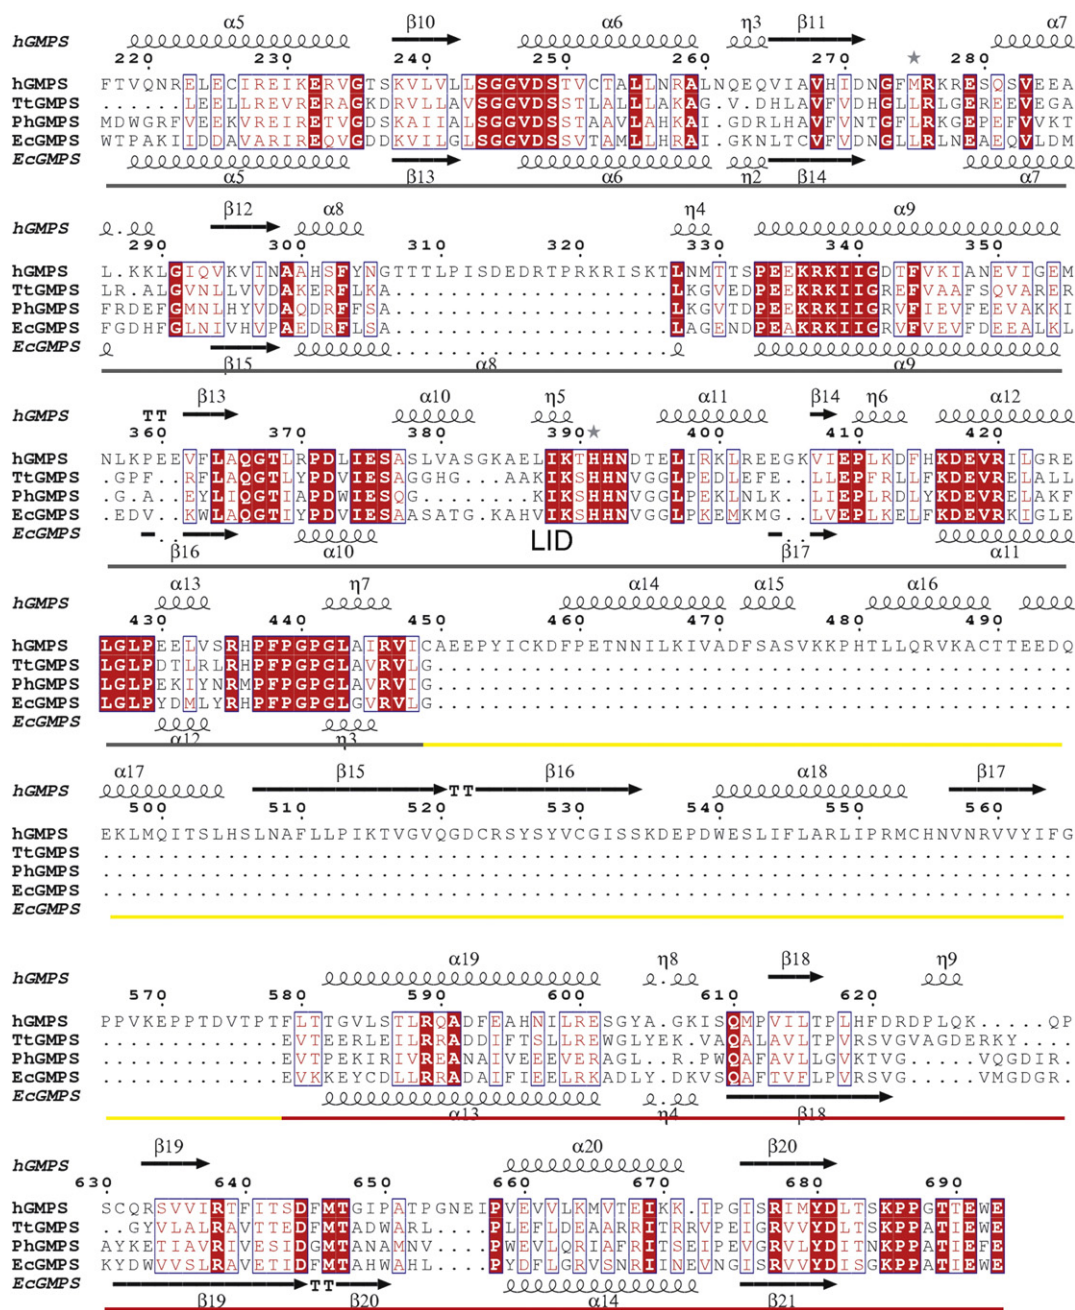 α5 β10 α6 η3 β11 α7
hGMPS
220 230 240 250 260 270 280
hGMPS FTVQNRELECIREIKERVGTSKVLVLLSGGVDSTVCTALLNRALNQEQVIAVHIDNGFMRKRESQSVEEA
TtGMPS .....LEELLREVRERAGKDRVLLAVSGGVDSSTLALLLAKAG.V.DHLAVFVDHGLLRLGEREEVEGA
PhGMPS MDWGRFVEEKVREIRETVGDSKAIIALSGGVDSSTAAVLAHKAI.GDRLHAVFVNTGFLRKGEPEFVVKT
EcGMPS WTPAKIIDDAVARIREQVGDDKVILGLSGGVDSSVTAMLLHRAI.GKNLTCVFVDNGLLRLNEAEQVLDM
EcGMPS
α5 β13 α6 η2 β14 α7
β12 α8 η4 α9
hGMPS
290 300 310 320 330 340 350
hGMPS L.KKLGIQVKVINAAHSFYNGTTTLPISDEDRTPRKRISKTLNMTTSPEEKRKIIGDTFVKIANEVIGEM
TtGMPS LR.ALGVNLLVVDAKERFLKA....................LKGVEDPEEKRKIIGREFVAAFSQVARER
PhGMPS FRDEFGMNLHYVDAQDRFFSA....................LKGVTDPEEKRKIIGRVFIEVFEEVAKKI
EcGMPS FGDHFGLNIVHVPAEDRFLSA....................LAGENDPEAKRKIIGRVFVEVFDEEALKL
EcGMPS
β15 α8 α9
TT β13 α10 η5 α11 β14 η6 α12
hGMPS
360 370 380 390 400 410 420
hGMPS NLKPEEVFLAQGTLRPDLIESASLVASGKAELIKTHHNDTELIRKLREEGKVIEPLKDFHKDEVRILGRE
TtGMPS .GPF..RFLAQGTLYPDVIESAGGHG...AAKIKSHHNVGGLPEDLEFE..LLEPFRLLFKDEVRELALL
PhGMPS .G.A..EYLIQGTIAPDWIESQG........KIKSHHNVGGLPEKLNLK..LIEPLRDLYKDEVRELAKF
EcGMPS .EDV..KWLAQGTIYPDVIESAASATG.KAHVIKSHHNVGGLPKEMKMG..LVEPLKELFKDEVRKIGLE
EcGMPS
β16 α10 LID β17 α11
α13 η7 α14 α15 α16
hGMPS
430 440 450 460 470 480 490
hGMPS LGLPEELVSRHPFPGPGLAIRVICAEEPYICKDFPETNNILKIVADFSASVKKPHTLLQRVKACTTEEDQ
TtGMPS LGLPDTLRLRHPFPGPGLAVRVLG..............................................
PhGMPS LGLPEKIYNRMPFPGPGLAVRVIG..............................................
EcGMPS LGLPYDMLYRHPFPGPGLGVRVLG..............................................
EcGMPS
α12 η3
α17 β15 TT β16 α18 β17
hGMPS
500 510 520 530 540 550 560
hGMPS EKLMQITSLHSLNAFLLPIKTVGVQGDCRSYSYVCGISSKDEPDWESLIFLARLIPRMCHNVNRVVYIFG
TtGMPS ......................................................................
PhGMPS ......................................................................
EcGMPS ......................................................................
EcGMPS
α19 η8 β18 η9
hGMPS
570 580 590 600 610 620
hGMPS PPVKEPPTDVTPTFLTTGVLSTLRQADFEAHNILRESGYA.GKISQMPVILTPLHFDRDPLQK.....QP
TtGMPS .............EVTEERLEILRRADDIFTSLLREWGLYEK.VAQALAVLTPVRSVGVAGDERKY....
PhGMPS .............EVTPEKIRIVREANAIVEEEVERAGL..R.PWQAFAVLLGVKTVG.....VQGDIR.
EcGMPS .............EVKKEYCDLLRRADAIFIEELRKADLY.DKVSQAFTVFLPVRSVG.....VMGDGR.
EcGMPS
α13 η4 β18
β19 α20 β20
hGMPS
630 640 650 660 670 680 690
hGMPS SCQRSVVIRTFITSDFMTGIPATPGNEIPVEVVLKMVTEIKK.IPGISRIMYDLTSKPPGTTEWE
TtGMPS ..GYVLALRAVTTEDFMTADWARL....PLEFLDEAARRITRRVPEIGRVVYDLTSKPPATIEWE
PhGMPS AYKETIAVRIVESIDGMTANAMNV....PWEVLQRIAFRITSEIPEVGRVLYDITNKPPATIEFE
EcGMPS KYDWVVSLRAVETIDFMTAHWAHL....PYDFLGRVSNRIINEVNGISRVVYDISGKPPATIEWE
EcGMPS
β19 TT β20 α14 β21